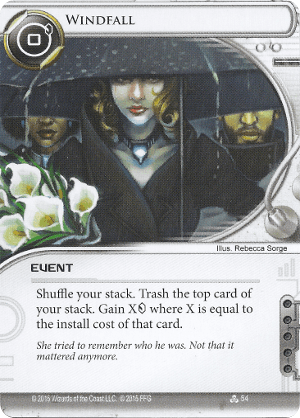 0
WINDFALL
Illus. Rebecca Sorge
EVENT
Shuffle your stack. Trash the top card of
your stack. Gain X where X is equal to
the install cost of that card.
She tried to remember who he was. Not that it
mattered anymore.
© 2015 Wizards of the Coast LLC. © 2015 FFG
54